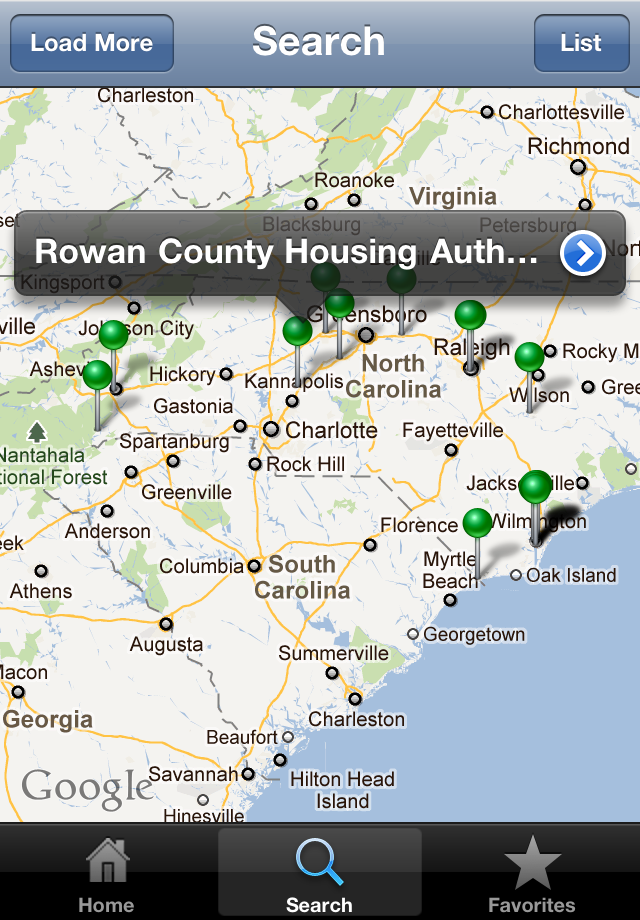 Load More
Search
List
Charleston
Charlottesville
Richmond
Roanoke
Virginia
Blacksburg
Petersburg
Rowan County Housing Auth...
Kingsport
Johnson City
Greensboro
Raleigh
Rocky M
Ashev
Hickory
Kannapolis
North
Carolina
Wilson
Gree
Gastonia
Charlotte
Fayetteville
Spartanburg
Nantahala
tional Forest
Rock Hill
Greenville
Jacksonville
Anderson
Florence
Wilmington
eek
Columbia
South
Carolina
Myrtle
Beach
Oak Island
Athens
Augusta
Georgetown
Summerville
Macon
Georgia
Charleston
Beaufort
Google
Savannah
Hilton Head
Island
Hinesville
Home
Search
Favorites